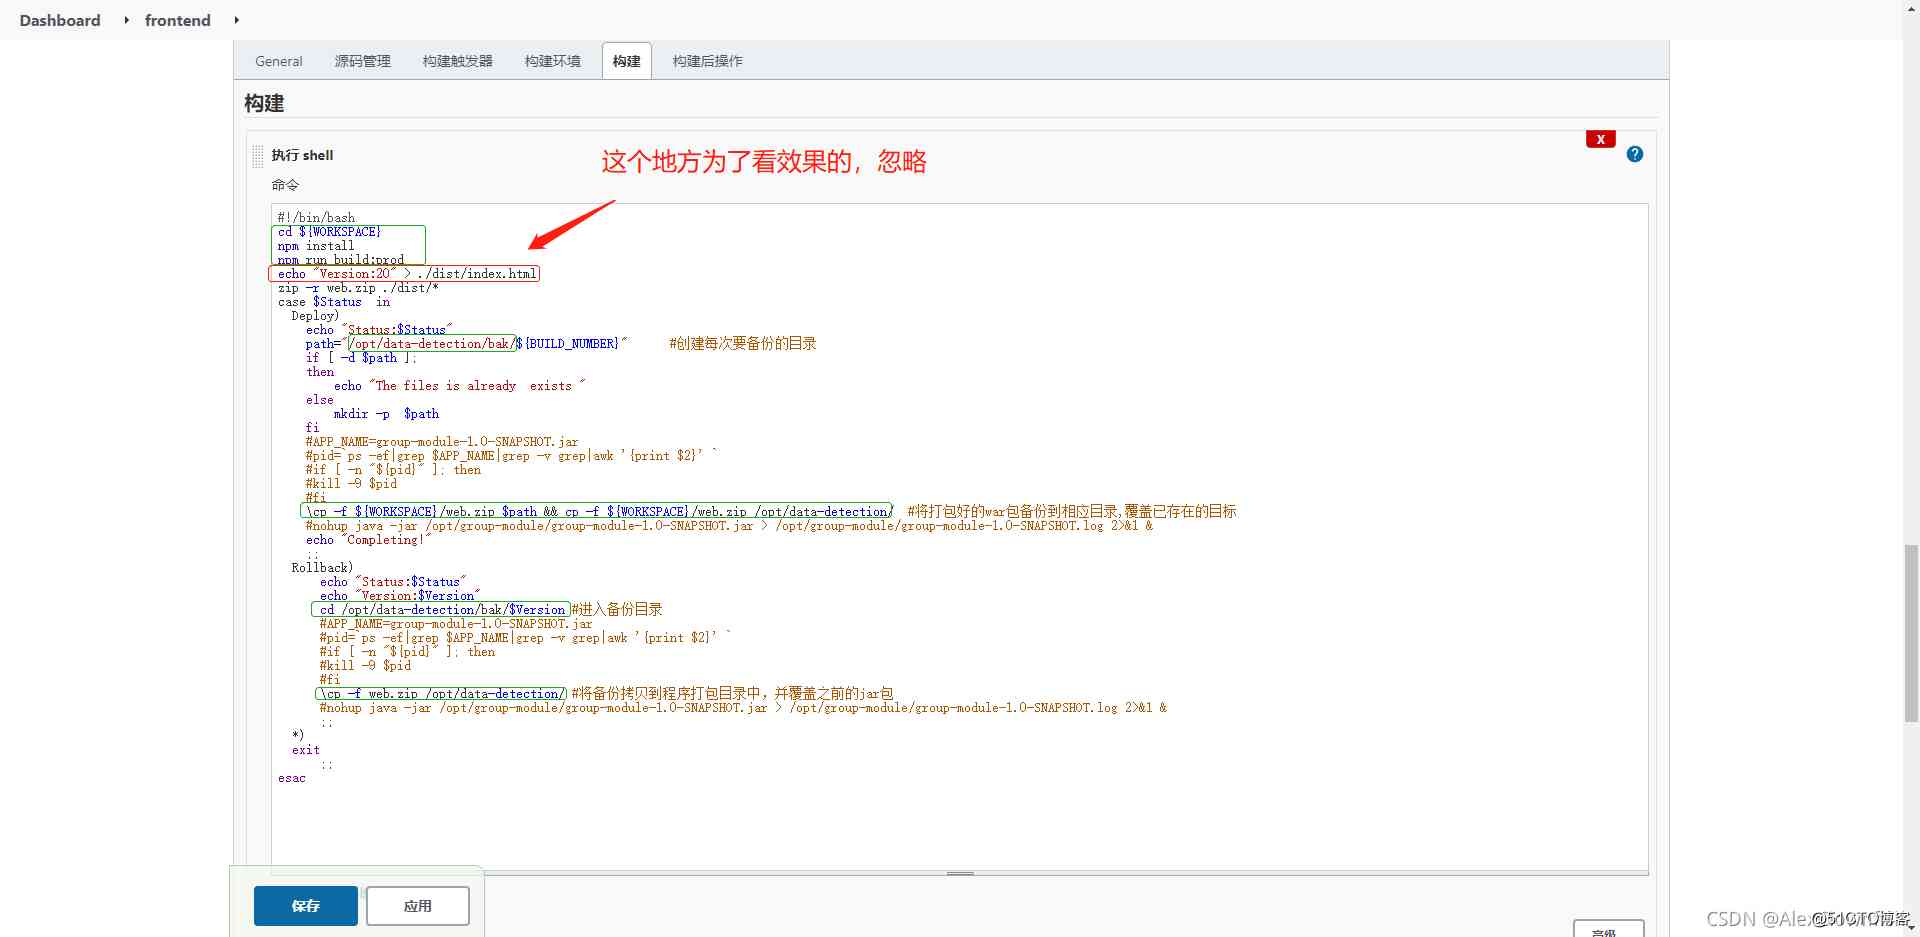 Dashboard frontend
General 源码管理 构建触发器 构建环境 构建 构建后操作
构建
X
执行 shell
?
这个地方为了看效果的，忽略
命令
#!/bin/bash
cd ${WORKSPACE}
npm install
npm run build:prod
echo "Version:20" > ./dist/index.html
zip -r web.zip ./dist/*
case $Status  in
  Deploy)
    echo "Status:$Status"
    path="/opt/data-detection/bak/${BUILD_NUMBER}"      #创建每次要备份的目录
    if [ -d $path ];
    then
        echo "The files is already  exists "
    else
        mkdir -p  $path
    fi
    #APP_NAME=group-module-1.0-SNAPSHOT.jar
    #pid=`ps -ef|grep $APP_NAME|grep -v grep|awk '{print $2}' `
    #if [ -n "${pid}" ]; then
    #kill -9 $pid
    #fi
    \cp -f ${WORKSPACE}/web.zip $path && cp -f ${WORKSPACE}/web.zip /opt/data-detection/  #将打包好的war包备份到相应目录,覆盖已存在的目标
    #nohup java -jar /opt/group-module/group-module-1.0-SNAPSHOT.jar > /opt/group-module/group-module-1.0-SNAPSHOT.log 2>&1 &
    echo "Completing!"
    ;;
  Rollback)
      echo "Status:$Status"
      echo "Version:$Version"
      cd /opt/data-detection/bak/$Version #进入备份目录
      #APP_NAME=group-module-1.0-SNAPSHOT.jar
      #pid=`ps -ef|grep $APP_NAME|grep -v grep|awk '{print $2}' `
      #if [ -n "${pid}" ]; then
      #kill -9 $pid
      #fi
      \cp -f web.zip /opt/data-detection/ #将备份拷贝到程序打包目录中，并覆盖之前的jar包
      #nohup java -jar /opt/group-module/group-module-1.0-SNAPSHOT.jar > /opt/group-module/group-module-1.0-SNAPSHOT.log 2>&1 &
      ;;
  *)
  exit
      ;;
esac
保存 应用
CSDN @51CTO博客
高级